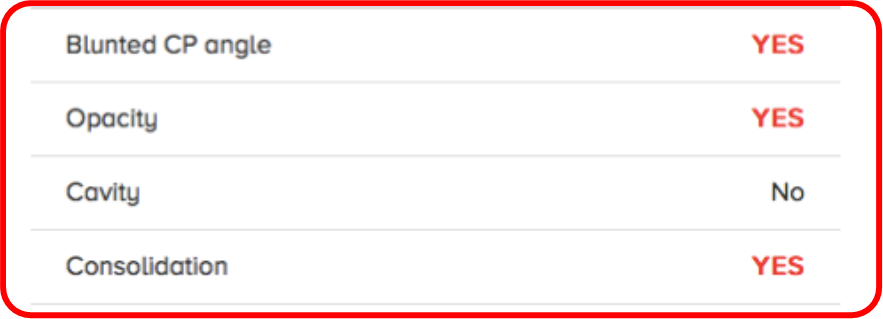 Blunted CP angle YES
Opacity YES
Cavity No
Consolidation YES